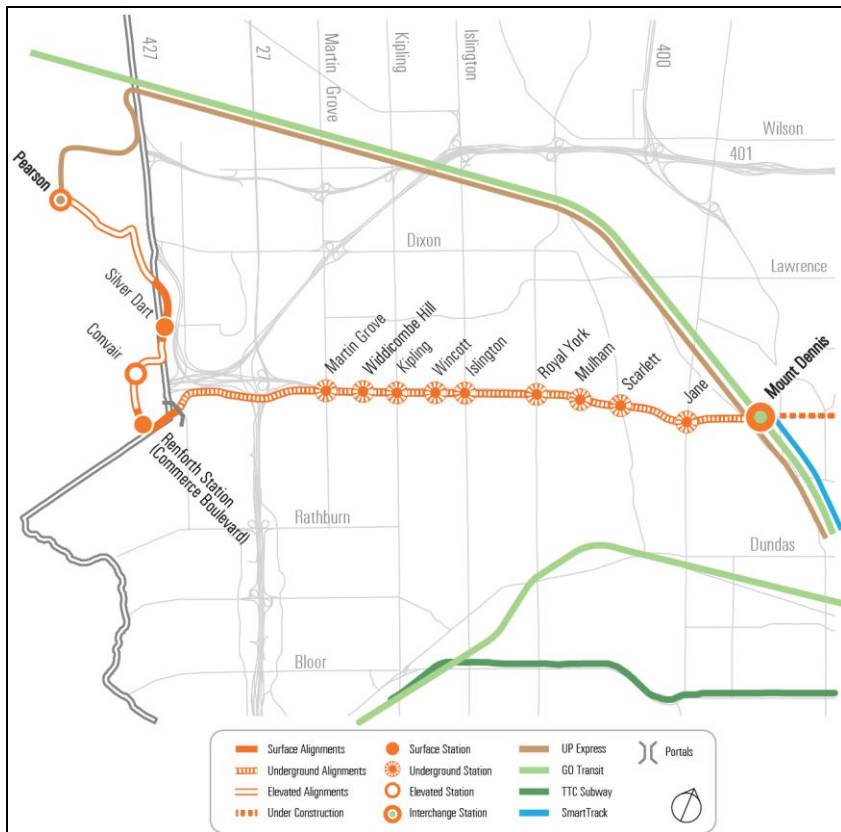 427
27
Martin Grove
Kipling
Islington
400
Wilson
401
Pearson
Dixon
Lawrence
Silver Dart
Convair
Martin Grove
Widdicombe Hill
Kipling
Wincott
Islington
Royal York
Mulham
Scarlett
Jane
Mount Dennis
Renforth Station
(Commerce Boulevard)
Rathburn
Dundas
Bloor
Surface Alignments
Underground Alignments
Elevated Alignments
Under Construction
Surface Station
Underground Station
Elevated Station
Interchange Station
UP Express
GO Transit
TTC Subway
SmartTrack
Portals